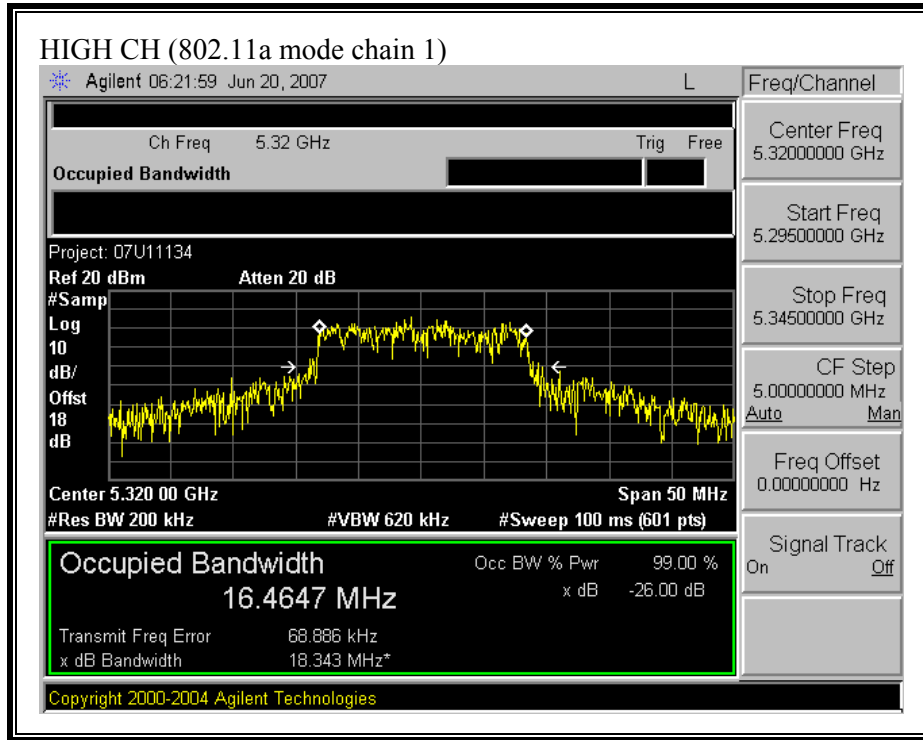 HIGH CH (802.11a mode chain 1)
Agilent 06:21:59 Jun 20, 2007 L
Freq/Channel
Ch Freq 5.32 GHz Trig Free
Occupied Bandwidth
Center Freq
5.32000000 GHz
Start Freq
5.29500000 GHz
Stop Freq
5.34500000 GHz
CF Step
5.00000000 MHz
Auto Man
Freq Offset
0.00000000 Hz
Signal Track
On Off
Project: 07U11134
Ref 20 dBm Atten 20 dB
#Samp
Log
10
dB/
Offst
18
dB
Center 5.320 00 GHz Span 50 MHz
#Res BW 200 kHz #VBW 620 kHz #Sweep 100 ms (601 pts)
Occupied Bandwidth Occ BW % Pwr 99.00 %
16.4647 MHz x dB -26.00 dB
Transmit Freq Error 68.886 kHz
x dB Bandwidth 18.343 MHz*
Copyright 2000-2004 Agilent Technologies